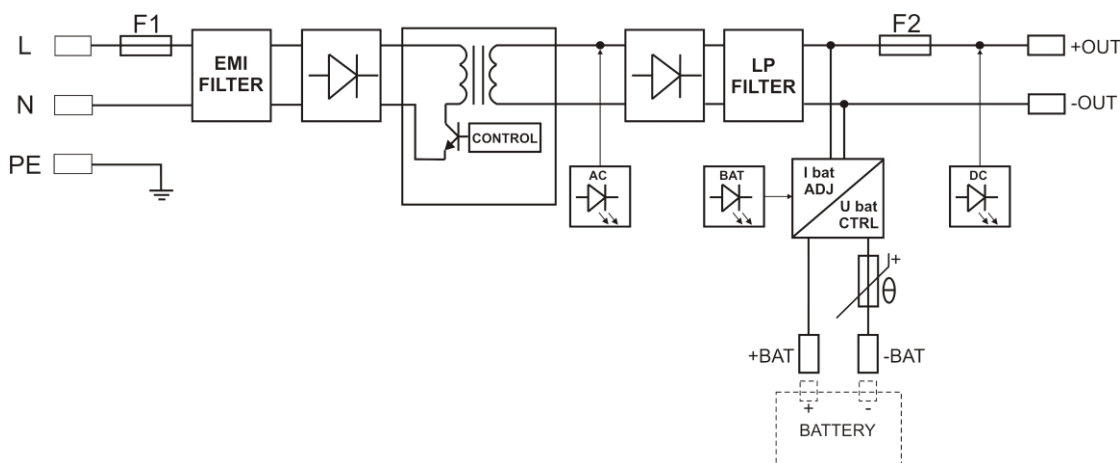 F1
F2
L
EMI
FILTER
LP
FILTER
+OUT
N
-OUT
CONTROL
PE
AC
BAT
I bat
ADJ
U bat
CTRL
DC
+
θ
+BAT
-BAT
+ -
BATTERY